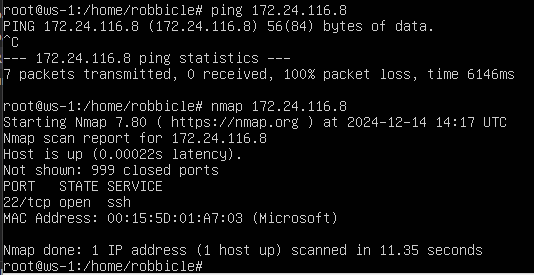 root@ws-1:/home/robbicle# ping 172.24.116.8
PING 172.24.116.8 (172.24.116.8) 56(84) bytes of data.
^C
--- 172.24.116.8 ping statistics ---
7 packets transmitted, 0 received, 100% packet loss, time 6146ms
root@ws-1:/home/robbicle# nmap 172.24.116.8
Starting Nmap 7.80 ( https://nmap.org ) at 2024-12-14 14:17 UTC
Nmap scan report for 172.24.116.8
Host is up (0.00022s latency).
Not shown: 999 closed ports
PORT   STATE SERVICE
22/tcp open  ssh
MAC Address: 00:15:5D:01:A7:03 (Microsoft)
Nmap done: 1 IP address (1 host up) scanned in 11.35 seconds
root@ws-1:/home/robbicle#